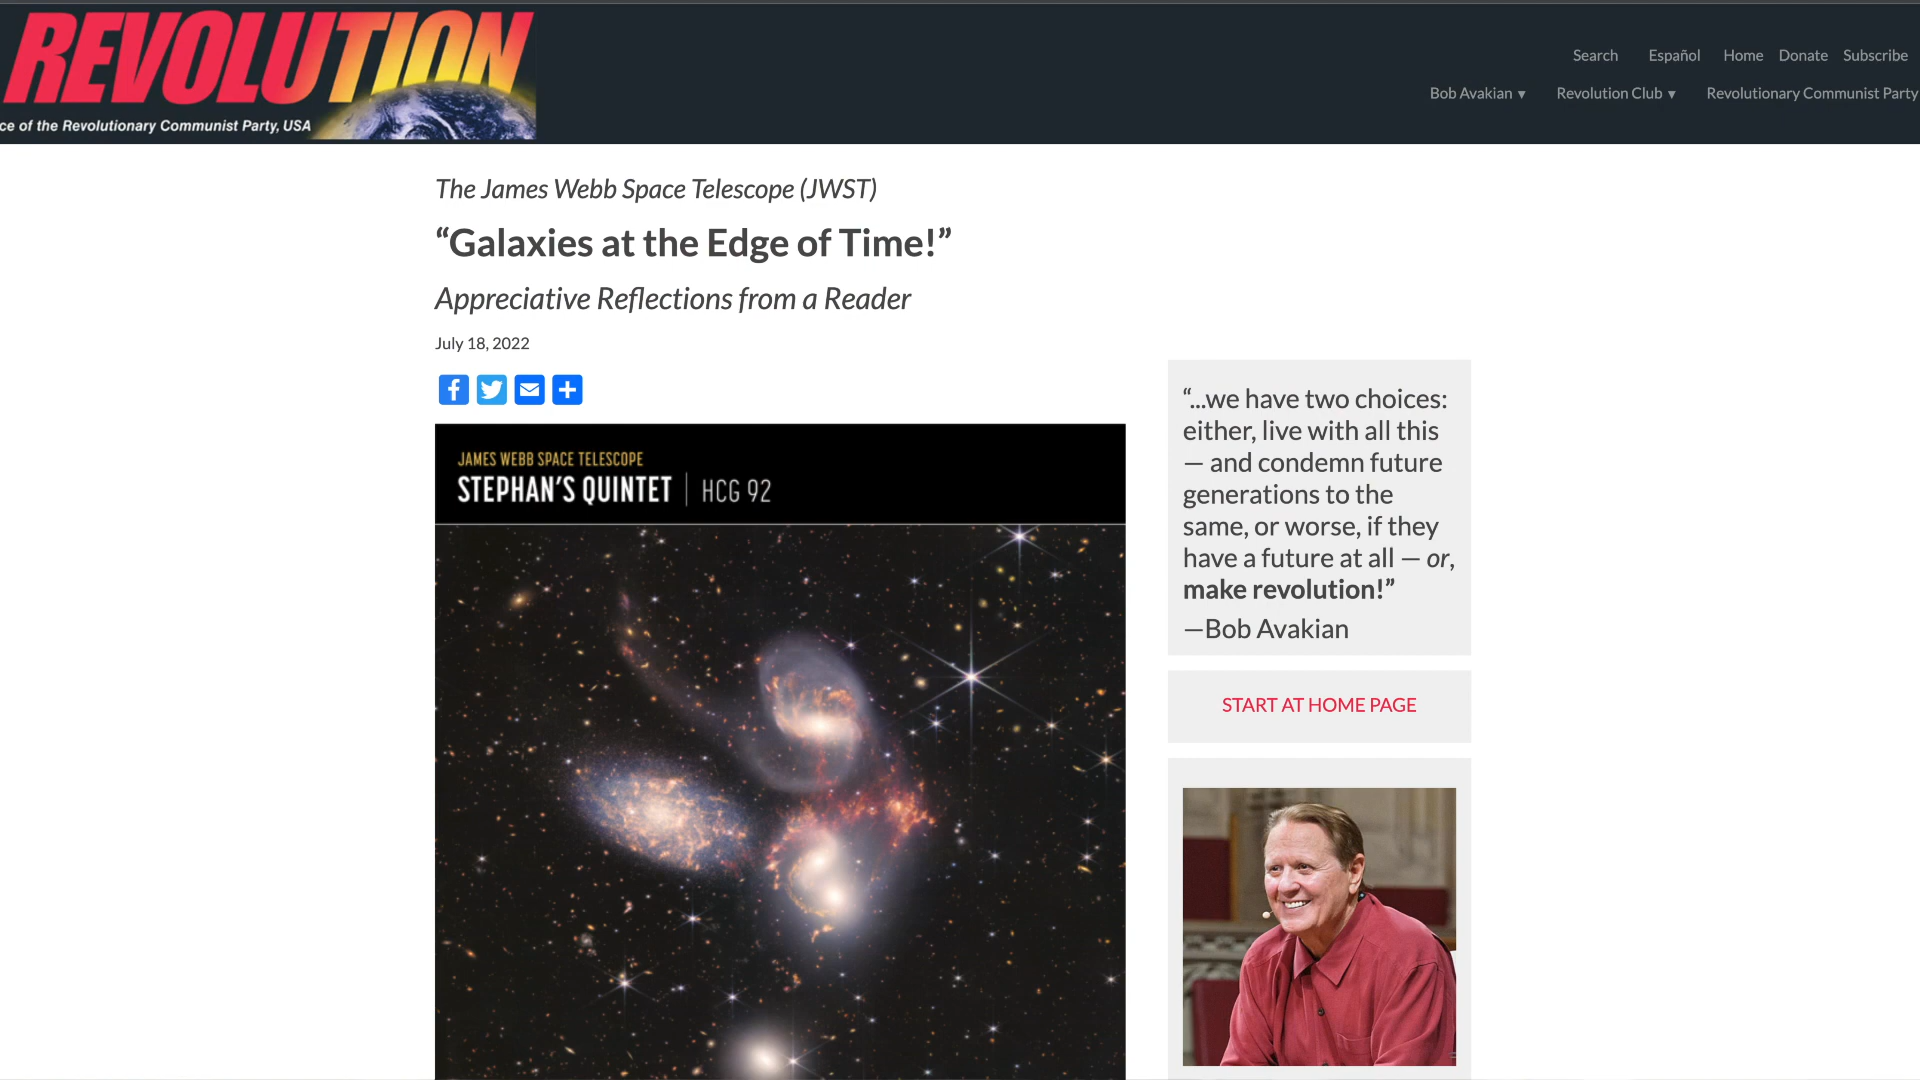 REVOLUTION
ce of the Revolutionary Communist Party, USA
Search Español Home Donate Subscribe
Bob Avakian ▼ Revolution Club ▼ Revolutionary Communist Party
The James Webb Space Telescope (JWST)
“Galaxies at the Edge of Time!”
Appreciative Reflections from a Reader
July 18, 2022
JAMES WEBB SPACE TELESCOPE
STEPHAN’S QUINTET | HCG 92
“...we have two choices:
either, live with all this
— and condemn future
generations to the
same, or worse, if they
have a future at all — or,
make revolution!”
—Bob Avakian
START AT HOME PAGE